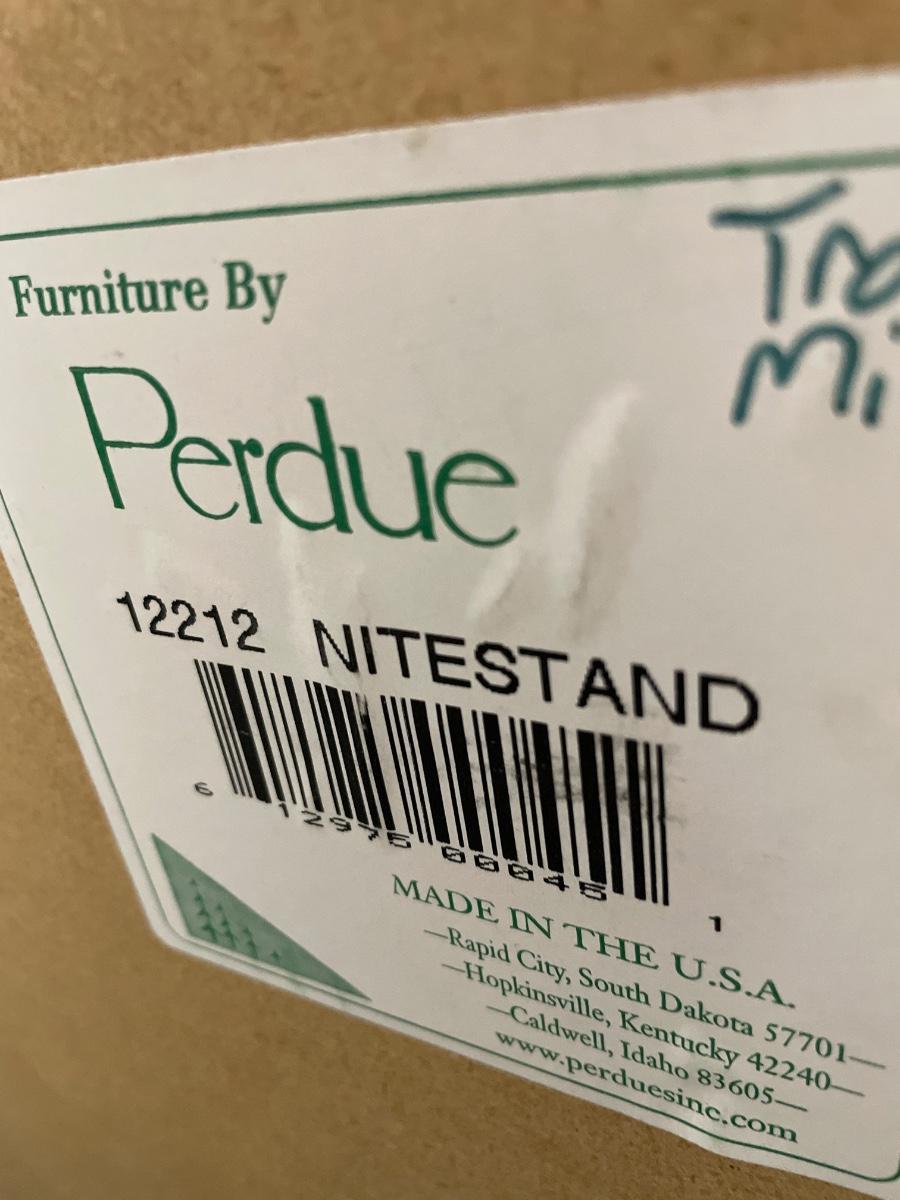 Furniture By
Perdue
12212 NITESTAND
6 12975 00045 1
MADE IN THE U.S.A.
—Rapid City, South Dakota 57701—
—Hopkinsville, Kentucky 42240—
—Caldwell, Idaho 83605—
www.perduesinc.com